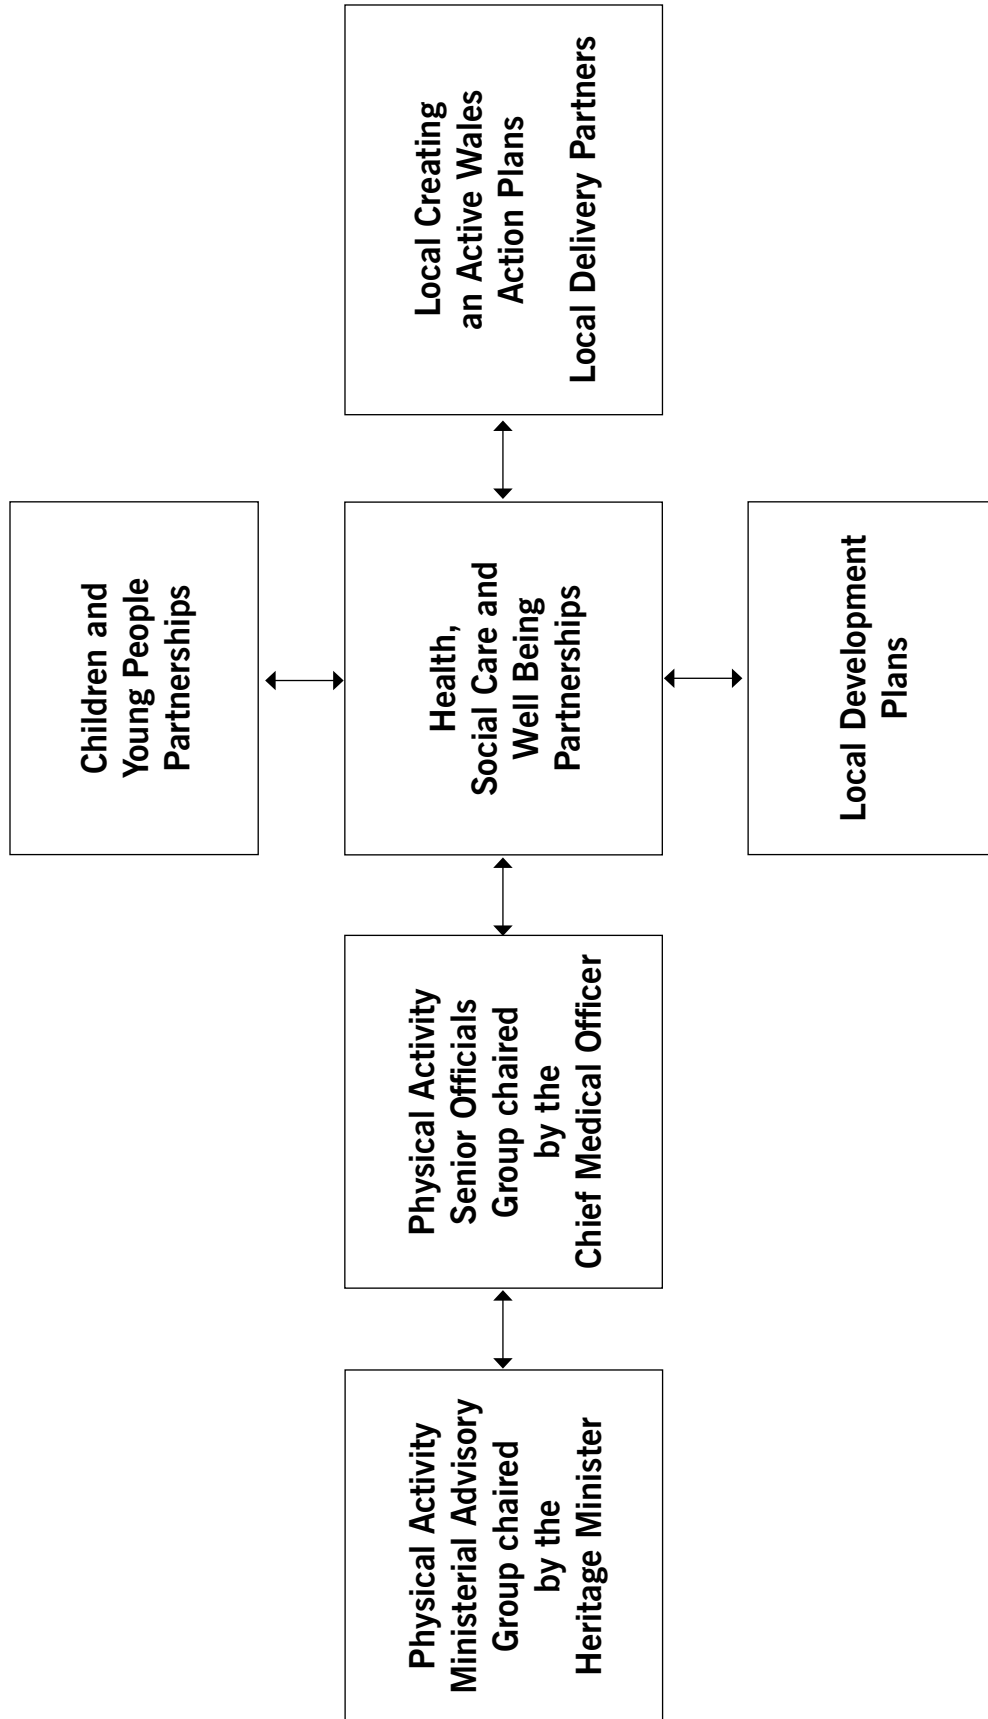 Physical Activity
Ministerial Advisory
Group chaired
by the
Heritage Minister
Physical Activity
Senior Officials
Group chaired
by the
Chief Medical Officer
Children and
Young People
Partnerships
Health,
Social Care and
Well Being
Partnerships
Local Development
Plans
Local Creating
an Active Wales
Action Plans
Local Delivery Partners